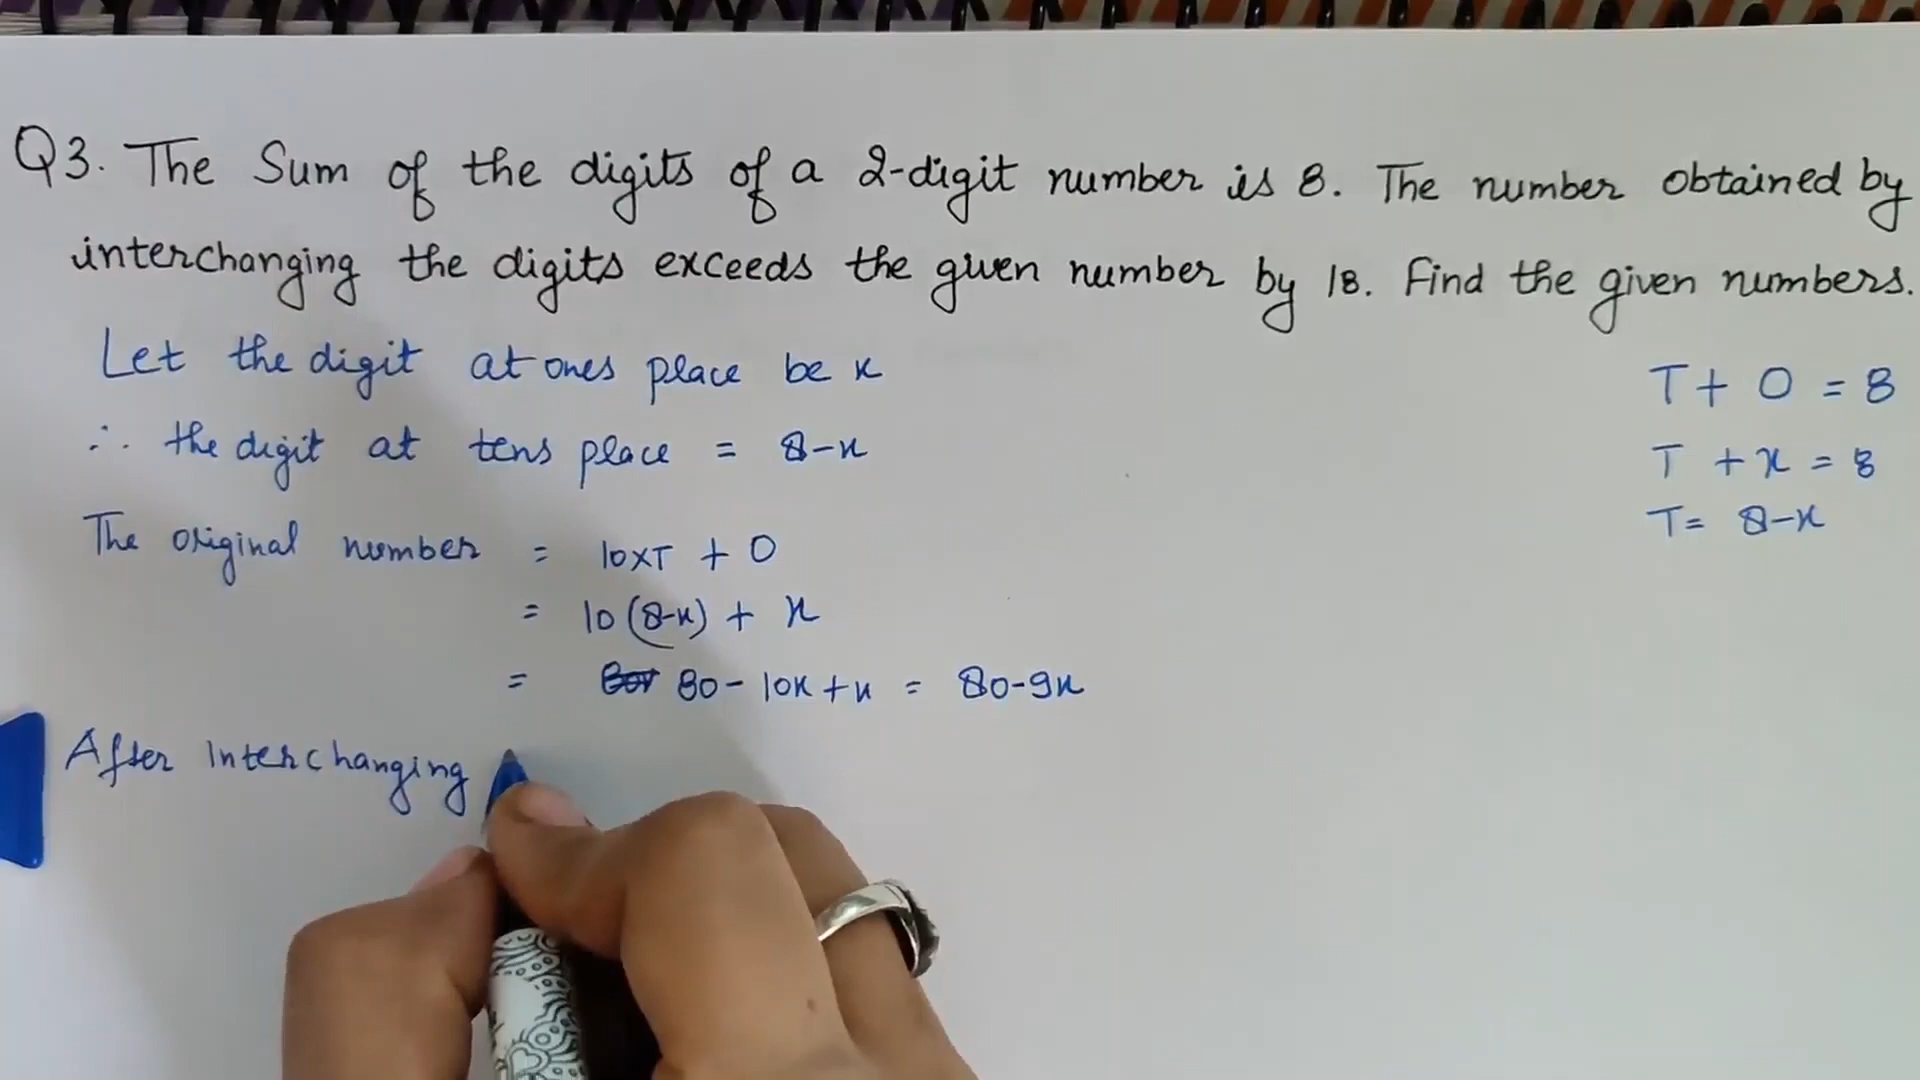 Q3. The Sum of the digits of a 2-digit number is 8. The number obtained by
interchanging the digits exceeds the given number by 18. Find the given numbers.
Let the digit at ones place be x
∴ the digit at tens place = 8-x
The original number = 10xT + O
= 10(8-x) + x
= 80-10x+x = 80-9x
After Interchanging
T + O = 8
T + x = 8
T = 8-x